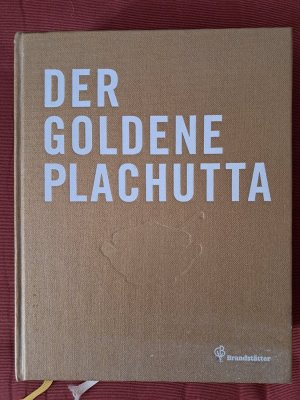 DER
GOLDENE
PLACHUTTA
Brandstätter